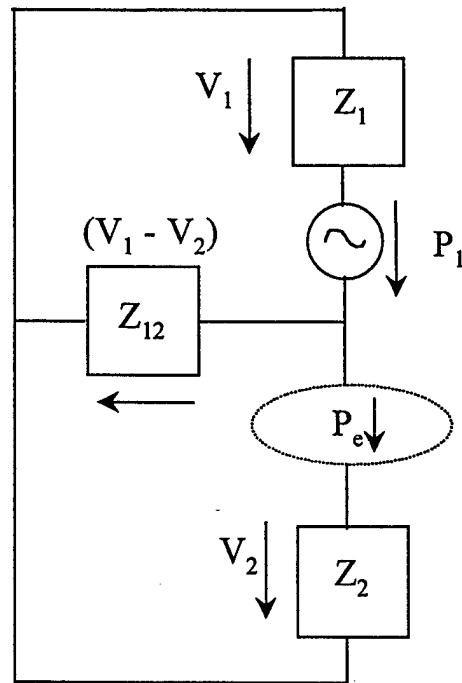 V₁
Z₁
P₁
(V₁ - V₂)
Z₁₂
Pₑ
V₂
Z₂